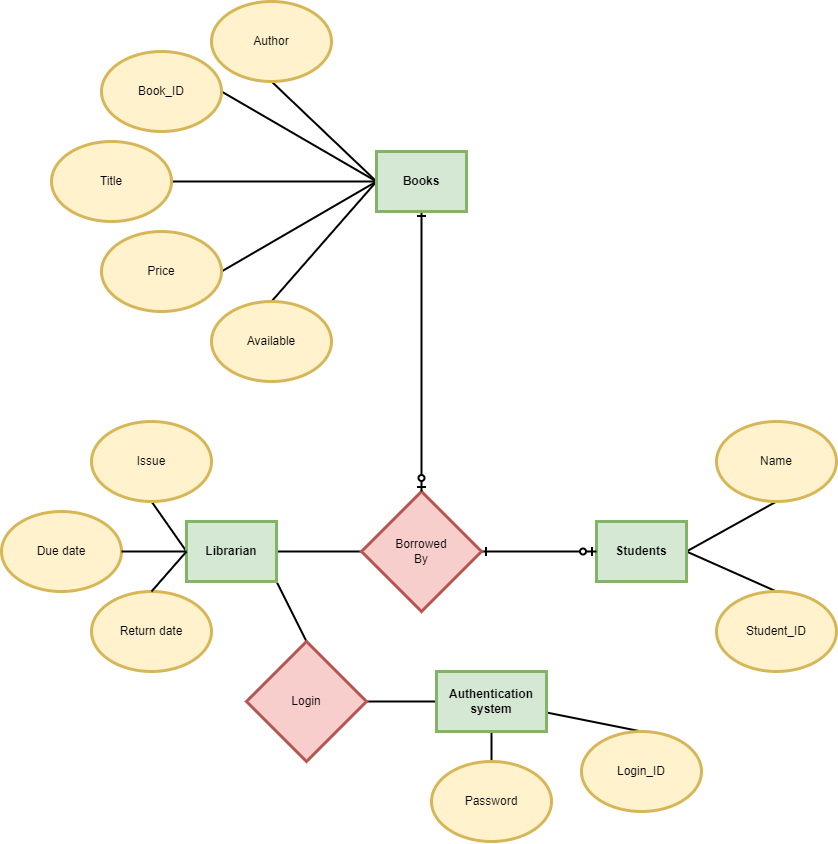 Author
Book_ID
Title
Books
Price
Available
Issue
Name
Due date
Librarian
Borrowed
By
Students
Return date
Student_ID
Login
Authentication
system
Login_ID
Password